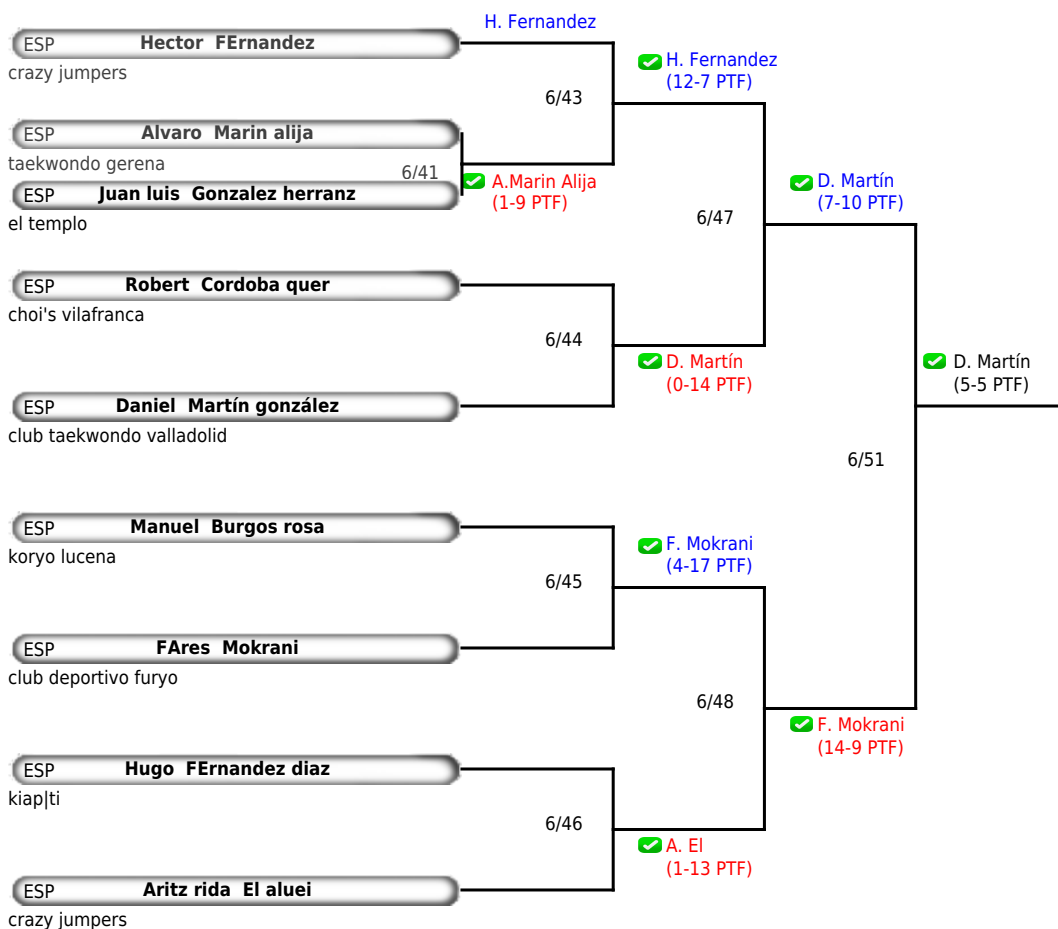 H. Fernandez
ESP Hector FErnandez
crazy jumpers
H. Fernandez
(12-7 PTF)
6/43
ESP Alvaro Marin alija
taekwondo gerena
6/41
A.Marin Alija
(1-9 PTF)
ESP Juan luis Gonzalez herranz
el templo
D. Martín
(7-10 PTF)
6/47
ESP Robert Cordoba quer
choi's vilafranca
6/44
D. Martín
(0-14 PTF)
D. Martín
(5-5 PTF)
ESP Daniel Martín gonzález
club taekwondo valladolid
6/51
ESP Manuel Burgos rosa
koryo lucena
F. Mokrani
(4-17 PTF)
6/45
ESP FAres Mokrani
club deportivo furyo
6/48
F. Mokrani
(14-9 PTF)
ESP Hugo FErnandez diaz
kiap|ti
6/46
A. El
(1-13 PTF)
ESP Aritz rida El aluei
crazy jumpers